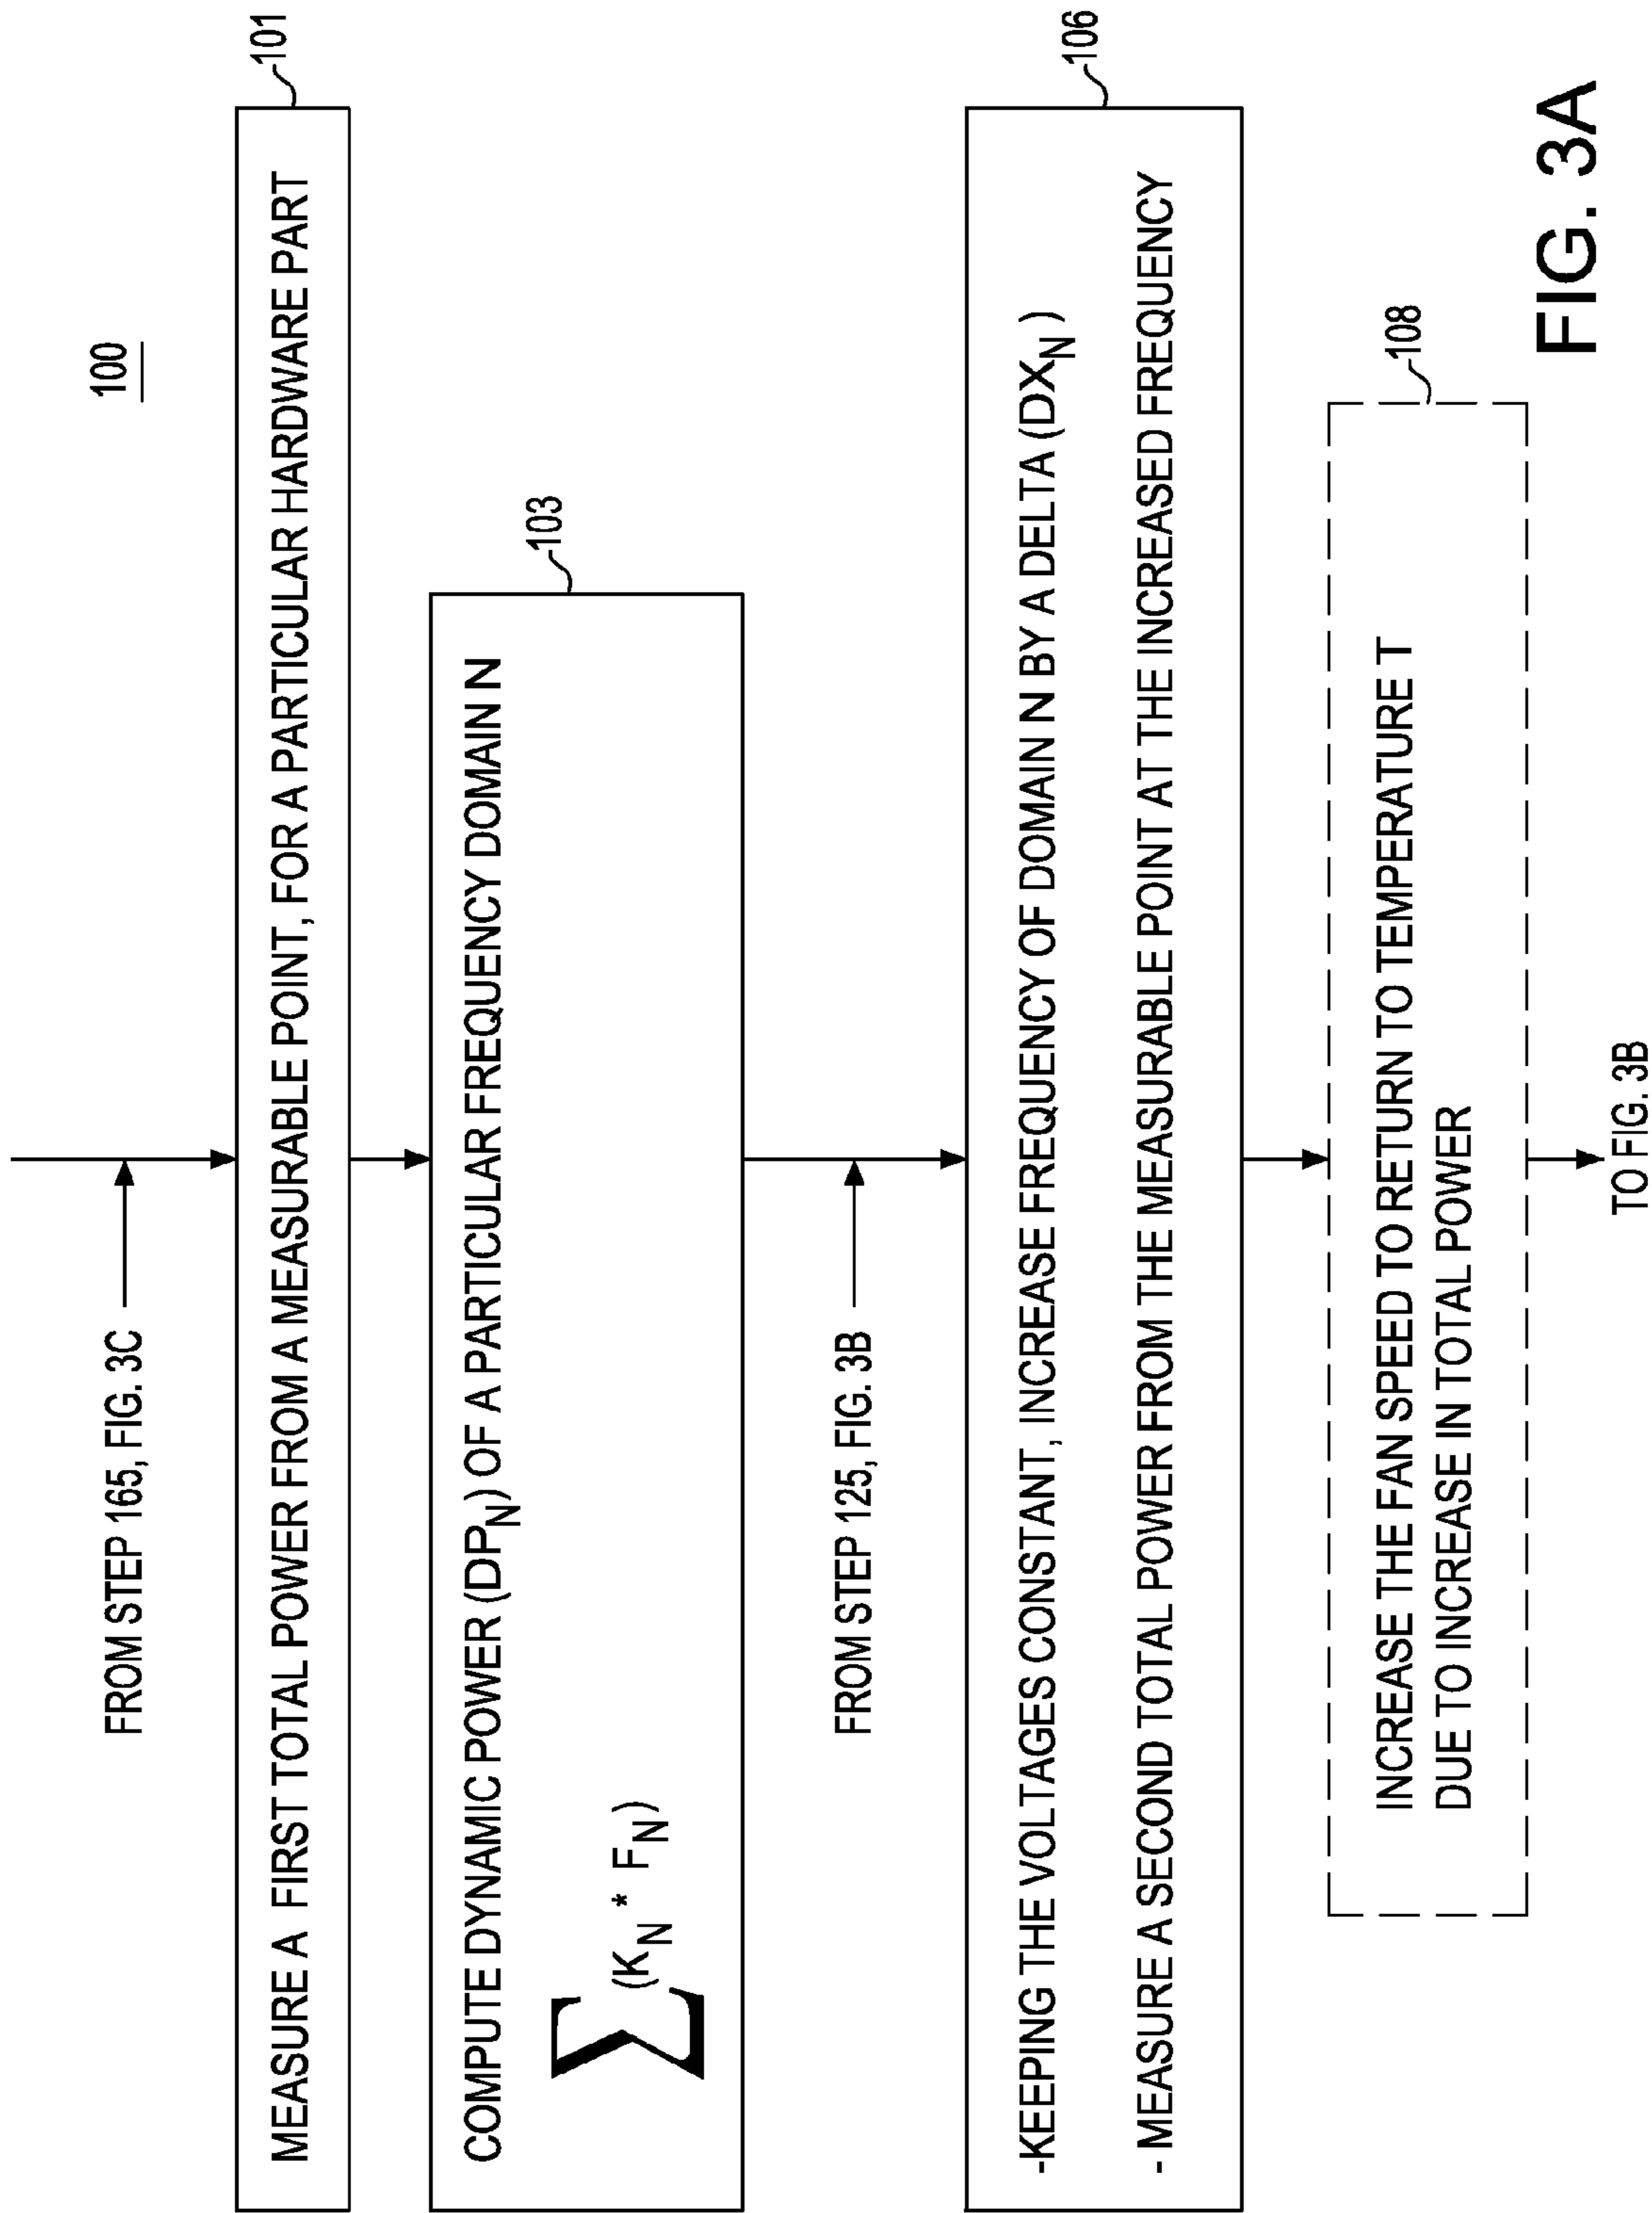 100
FROM STEP 165, FIG. 3C
101
MEASURE A FIRST TOTAL POWER FROM A MEASURABLE POINT, FOR A PARTICULAR HARDWARE PART
103
COMPUTE DYNAMIC POWER (DP_N) OF A PARTICULAR FREQUENCY DOMAIN N
∑ (K_N * F_N)
FROM STEP 125, FIG. 3B
106
-KEEPING THE VOLTAGES CONSTANT, INCREASE FREQUENCY OF DOMAIN N BY A DELTA (DX_N)
- MEASURE A SECOND TOTAL POWER FROM THE MEASURABLE POINT AT THE INCREASED FREQUENCY
108
INCREASE THE FAN SPEED TO RETURN TO TEMPERATURE T
DUE TO INCREASE IN TOTAL POWER
TO FIG. 3B
FIG. 3A